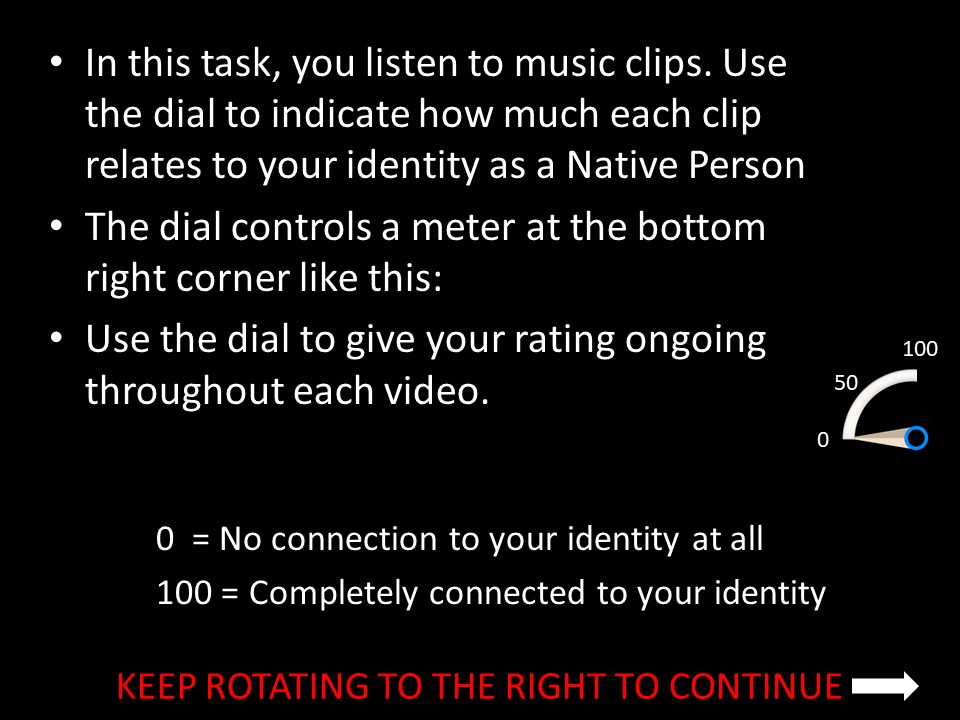 • In this task, you listen to music clips. Use
the dial to indicate how much each clip
relates to your identity as a Native Person
• The dial controls a meter at the bottom
right corner like this:
• Use the dial to give your rating ongoing
throughout each video.
100
50
0
0  = No connection to your identity at all
100 = Completely connected to your identity
KEEP ROTATING TO THE RIGHT TO CONTINUE